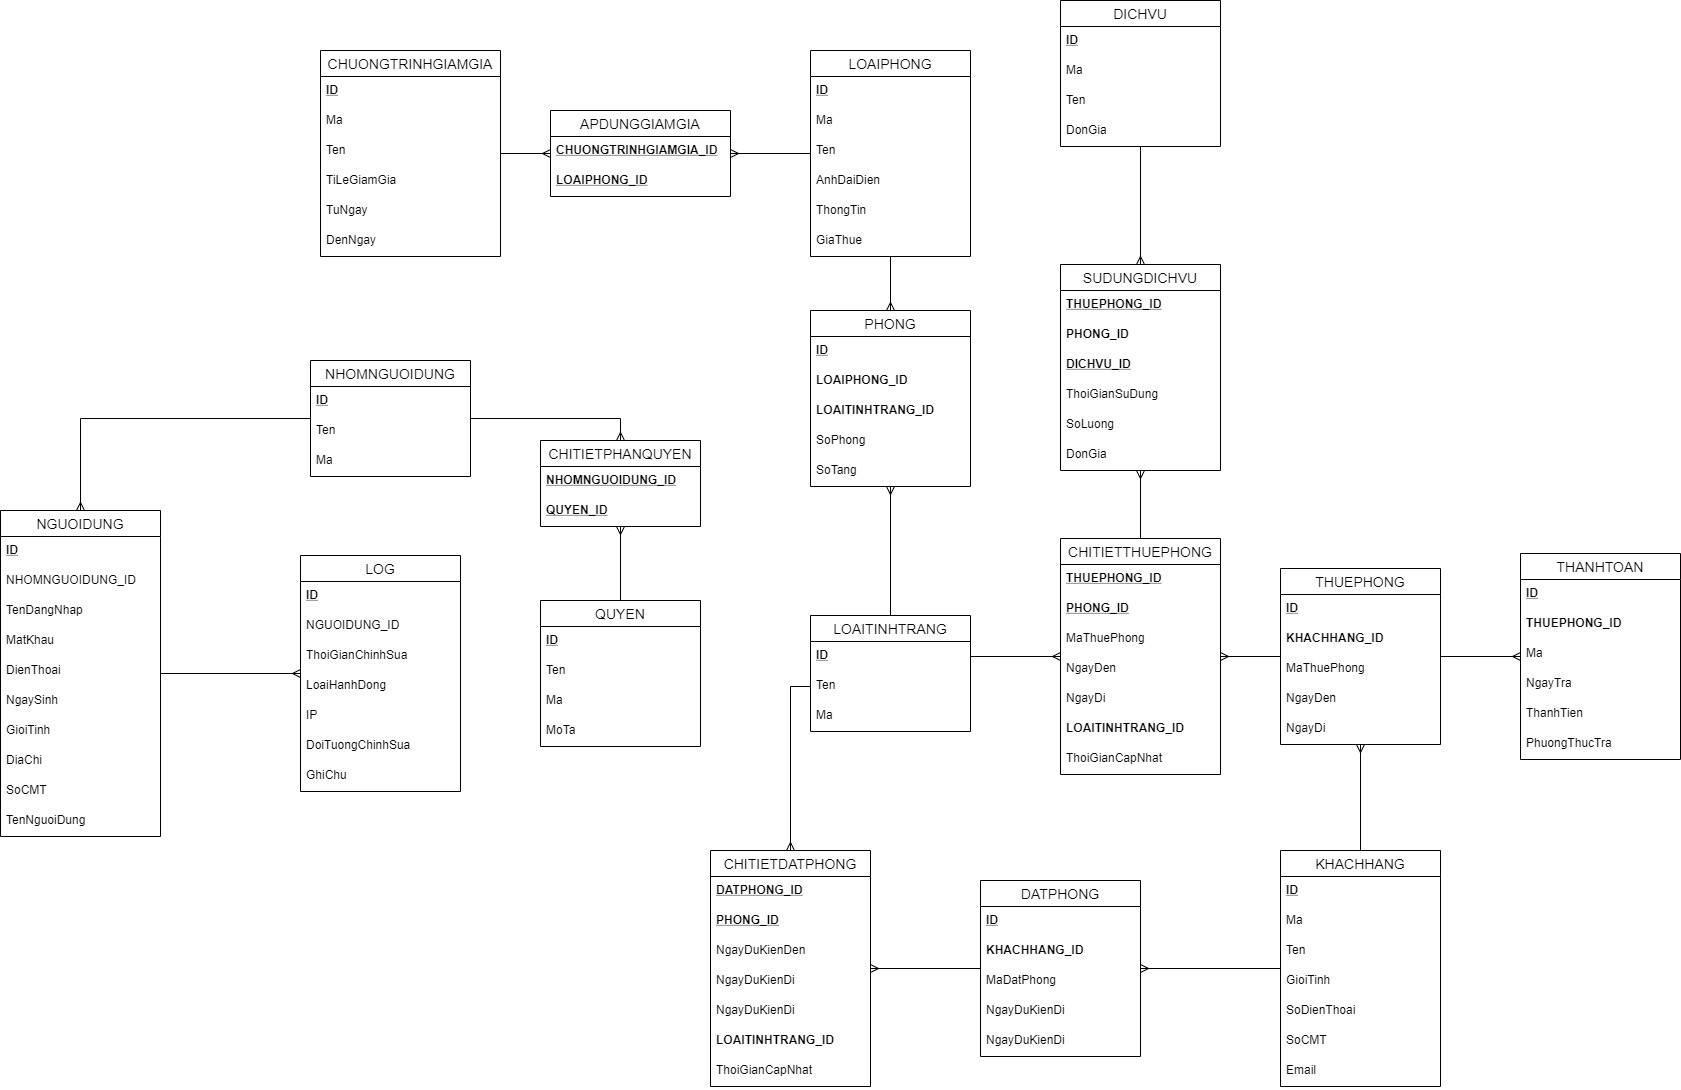 DICHVU
ID
Ma
Ten
DonGia
CHUONGTRINHGIAMGIA
ID
Ma
Ten
TiLeGiamGia
TuNgay
DenNgay
APDUNGGIAMGIA
CHUONGTRINHGIAMGIA_ID
LOAIPHONG_ID
LOAIPHONG
ID
Ma
Ten
AnhDaiDien
ThongTin
GiaThue
SUDUNGDICHVU
THUEPHONG_ID
PHONG_ID
DICHVU_ID
ThoiGianSuDung
SoLuong
DonGia
PHONG
ID
LOAIPHONG_ID
LOAITINHTRANG_ID
SoPhong
SoTang
NHOMNGUOIDUNG
ID
Ten
Ma
CHITIETPHANQUYEN
NHOMNGUOIDUNG_ID
QUYEN_ID
NGUOIDUNG
ID
NHOMNGUOIDUNG_ID
TenDangNhap
MatKhau
DienThoai
NgaySinh
GioiTinh
DiaChi
SoCMT
TenNguoiDung
LOG
ID
NGUOIDUNG_ID
ThoiGianChinhSua
LoaiHanhDong
IP
DoiTuongChinhSua
GhiChu
QUYEN
ID
Ten
Ma
MoTa
LOAITINHTRANG
ID
Ten
Ma
CHITIETTHUEPHONG
THUEPHONG_ID
PHONG_ID
MaThuePhong
NgayDen
NgayDi
LOAITINHTRANG_ID
ThoiGianCapNhat
THUEPHONG
ID
KHACHHANG_ID
MaThuePhong
NgayDen
NgayDi
THANHTOAN
ID
THUEPHONG_ID
Ma
NgayTra
ThanhTien
PhuongThucTra
CHITIETDATPHONG
DATPHONG_ID
PHONG_ID
NgayDuKienDen
NgayDuKienDi
NgayDuKienDi
LOAITINHTRANG_ID
ThoiGianCapNhat
DATPHONG
ID
KHACHHANG_ID
MaDatPhong
NgayDuKienDi
NgayDuKienDi
KHACHHANG
ID
Ma
Ten
GioiTinh
SoDienThoai
SoCMT
Email